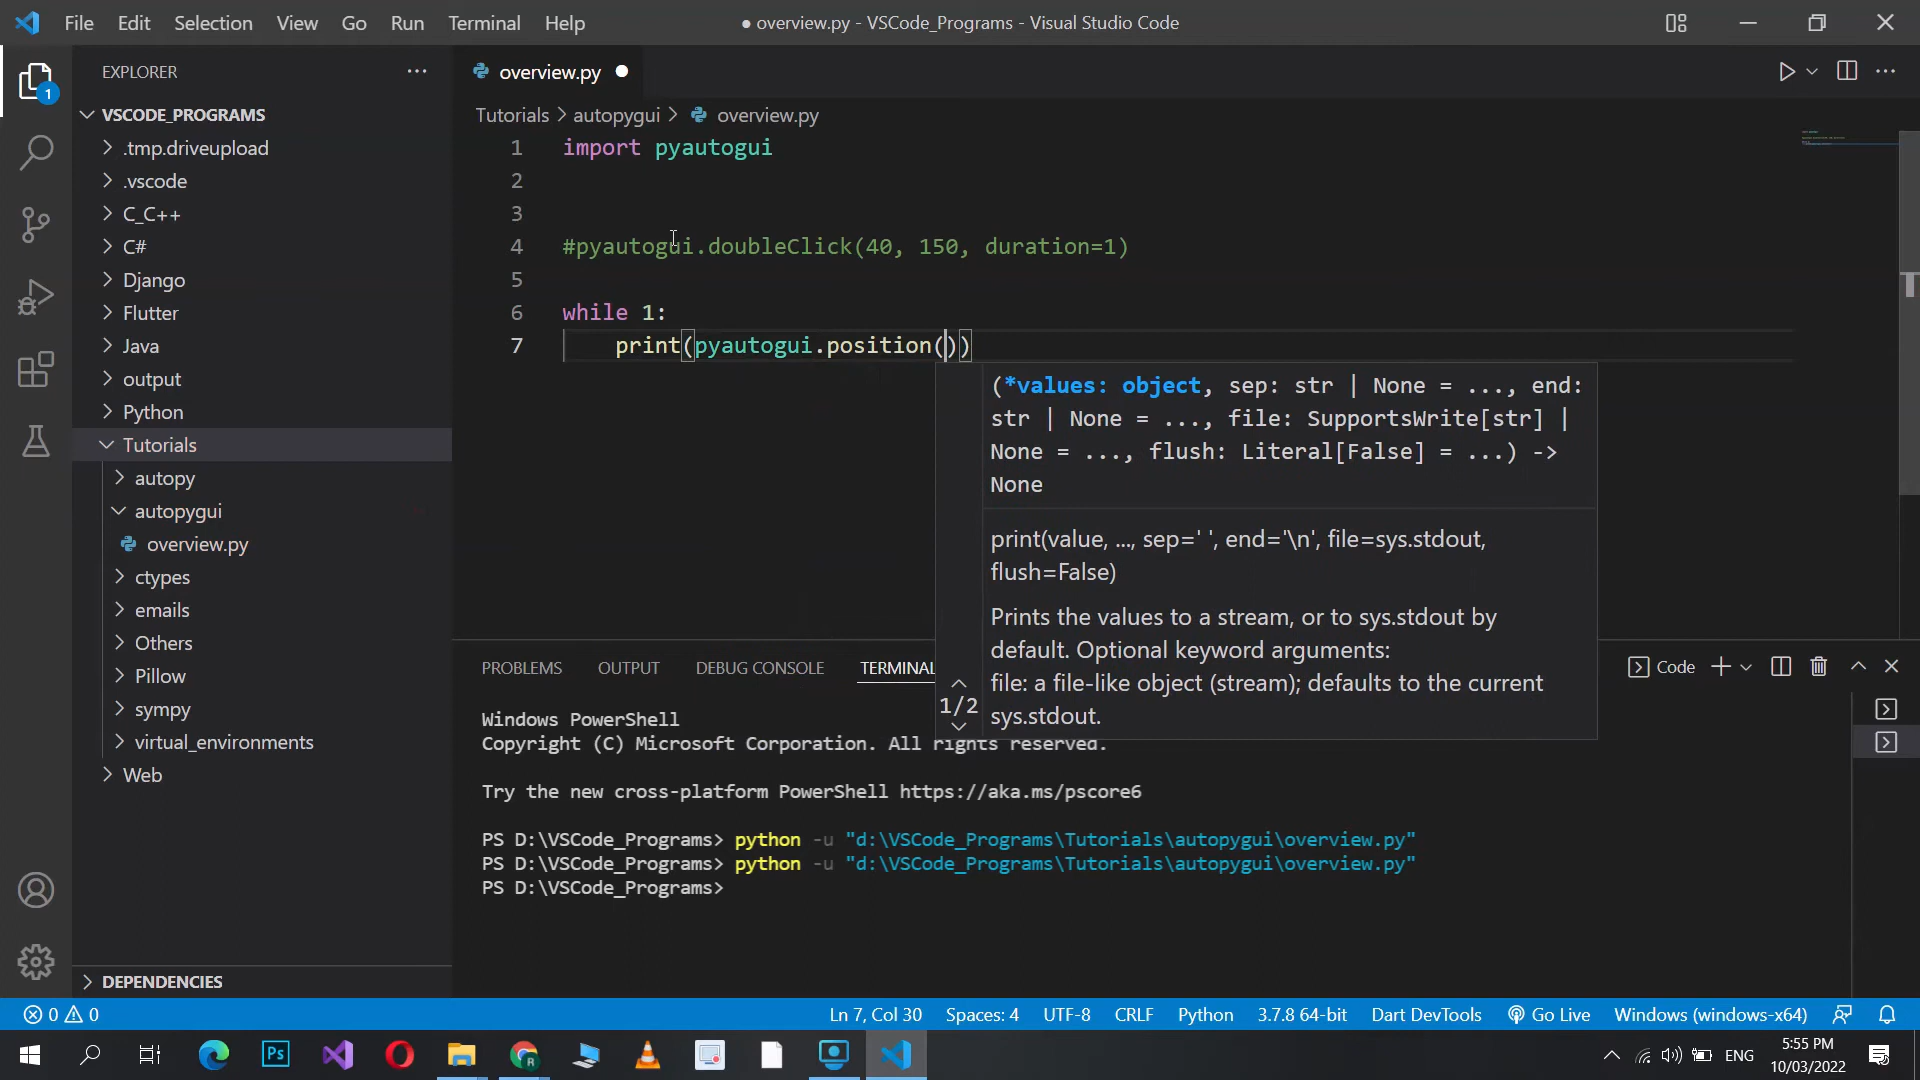 File Edit Selection View Go Run Terminal Help
● overview.py - VSCode_Programs - Visual Studio Code
EXPLORER
1
VSCODE_PROGRAMS
.tmp.driveupload
.vscode
C_C++
C#
Django
Flutter
Java
output
Python
Tutorials
autopy
autopygui
overview.py
ctypes
emails
Others
Pillow
sympy
virtual_environments
Web
DEPENDENCIES
overview.py
Tutorials > autopygui > overview.py
1 import pyautogui
2
3
4 #pyautogui.doubleClick(40, 150, duration=1)
5
6 while 1:
7 print(pyautogui.position())
(*values: object, sep: str | None = ..., end:
str | None = ..., file: SupportsWrite[str] |
None = ..., flush: Literal[False] = ...) ->
None
print(value, ..., sep=' ', end='\n', file=sys.stdout,
flush=False)
Prints the values to a stream, or to sys.stdout by
default. Optional keyword arguments:
file: a file-like object (stream); defaults to the current
sys.stdout.
1/2
PROBLEMS OUTPUT DEBUG CONSOLE TERMINAL
Code
Windows PowerShell
Copyright (C) Microsoft Corporation. All rights reserved.
Try the new cross-platform PowerShell https://aka.ms/pscore6
PS D:\VSCode_Programs> python -u "d:\VSCode_Programs\Tutorials\autopygui\overview.py"
PS D:\VSCode_Programs> python -u "d:\VSCode_Programs\Tutorials\autopygui\overview.py"
PS D:\VSCode_Programs>
0 0 Ln 7, Col 30 Spaces: 4 UTF-8 CRLF Python 3.7.8 64-bit Dart DevTools Go Live Windows (windows-x64)
Ps
R
ENG
5:55 PM
10/03/2022